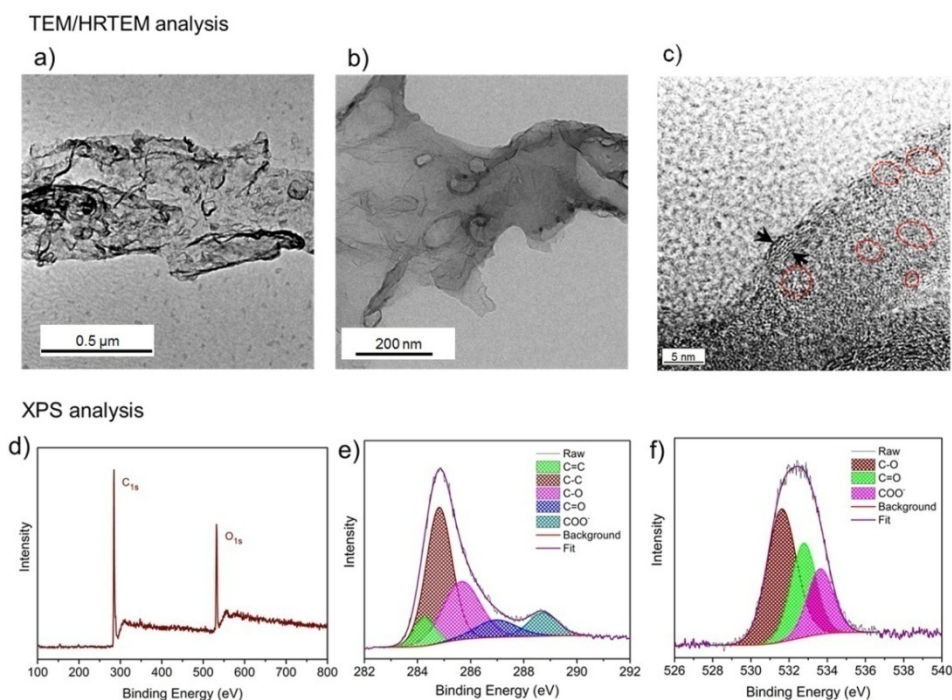 TEM/HRTEM analysis
a)
b)
c)
0.5 µm
200 nm
5 nm
XPS analysis
d)
C1s
O1s
Intensity
100 200 300 400 500 600 700 800
Binding Energy (eV)
e)
Raw
C=C
C-C
C-O
C=O
COO-
Background
Fit
Intensity
282 284 286 288 290 292
Binding Energy (eV)
f)
Raw
C-O
C=O
COO-
Background
Fit
Intensity
526 528 530 532 534 536 538 540
Binding Energy (eV)